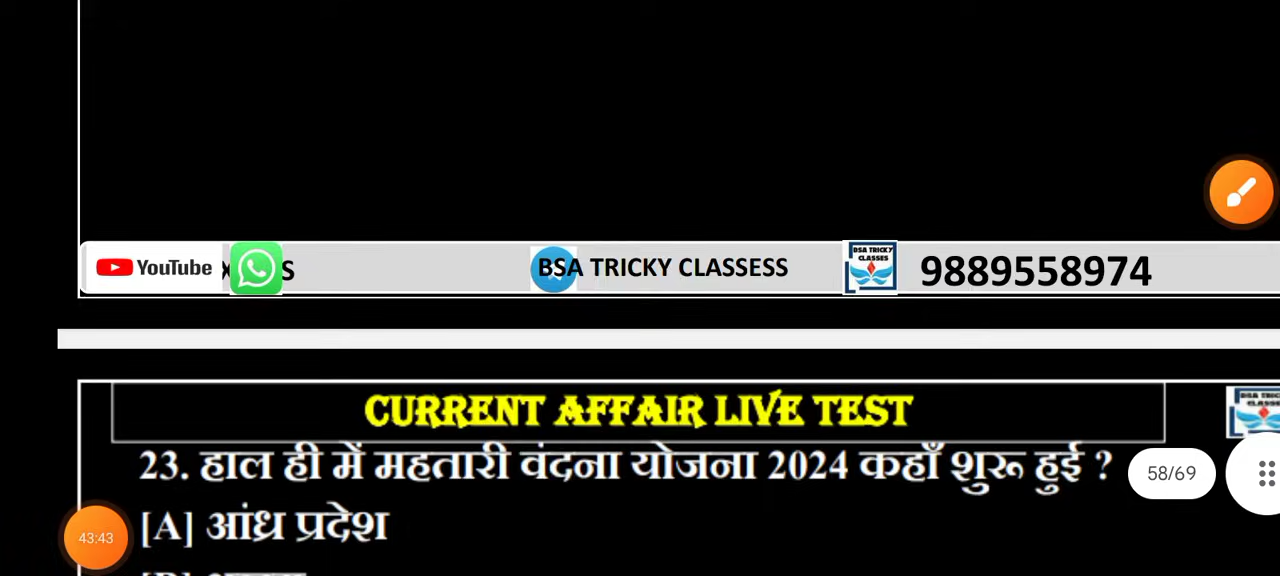 YouTube
S
BSA TRICKY CLASSESS
BSA TRICKY
CLASSES
9889558974
CURRENT AFFAIR LIVE TEST
23. हाल ही में महतारी वंदना योजना 2024 कहाँ शुरू हुई ?
58/69
43:43
[A] आंध्र प्रदेश